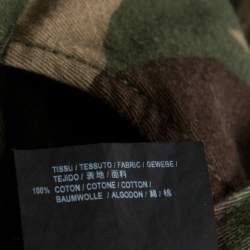 TISSU / TESSUTO / FABRIC / GEWEBE /
TEJIDO / 表地 / 面料
100% COTON / COTONE / COTTON /
BAUMWOLLE / ALGODON / 綿 / 棉